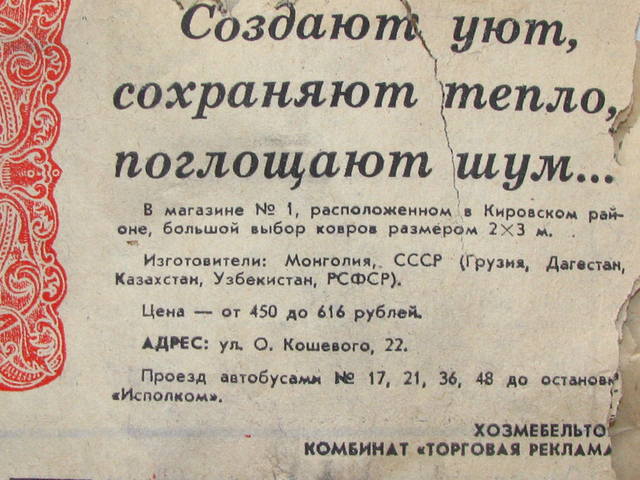 Создают уют,
сохраняют тепло,
поглощают шум...
В магазине № 1, расположенном в Кировском рай-
оне, большой выбор ковров размером 2×3 м.
Изготовители: Монголия, СССР (Грузия, Дагестан,
Казахстан, Узбекистан, РСФСР).
Цена — от 450 до 616 рублей.
АДРЕС: ул. О. Кошевого, 22.
Проезд автобусами № 17, 21, 36, 48 до останов
«Исполком».
ХОЗМЕБЕЛЬТО
КОМБИНАТ «ТОРГОВАЯ РЕКЛАМА